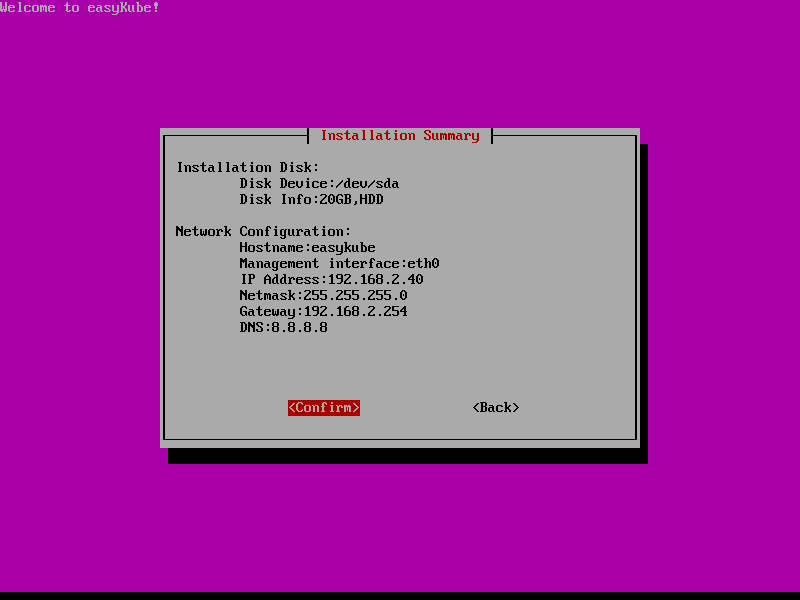 Welcome to easyKube!
Installation Summary
Installation Disk:
Disk Device:/dev/sda
Disk Info:20GB,HDD
Network Configuration:
Hostname:easykube
Management interface:eth0
IP Address:192.168.2.40
Netmask:255.255.255.0
Gateway:192.168.2.254
DNS:8.8.8.8
<Confirm> <Back>